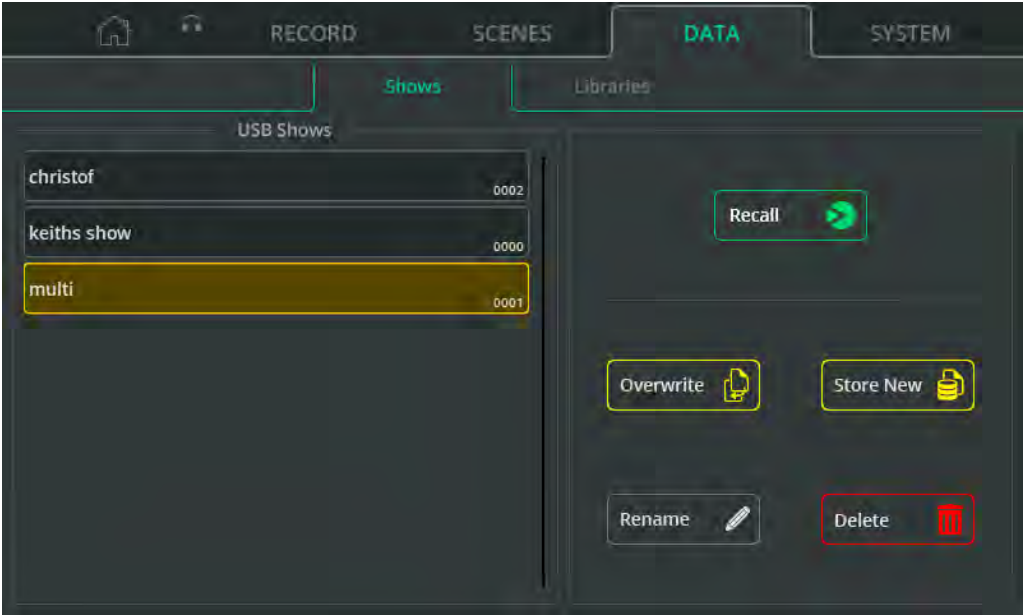 RECORD SCENES DATA SYSTEM
Shows Libraries
USB Shows
christof
0002
keiths show
0000
multi
0001
Recall
Overwrite Store New
Rename Delete